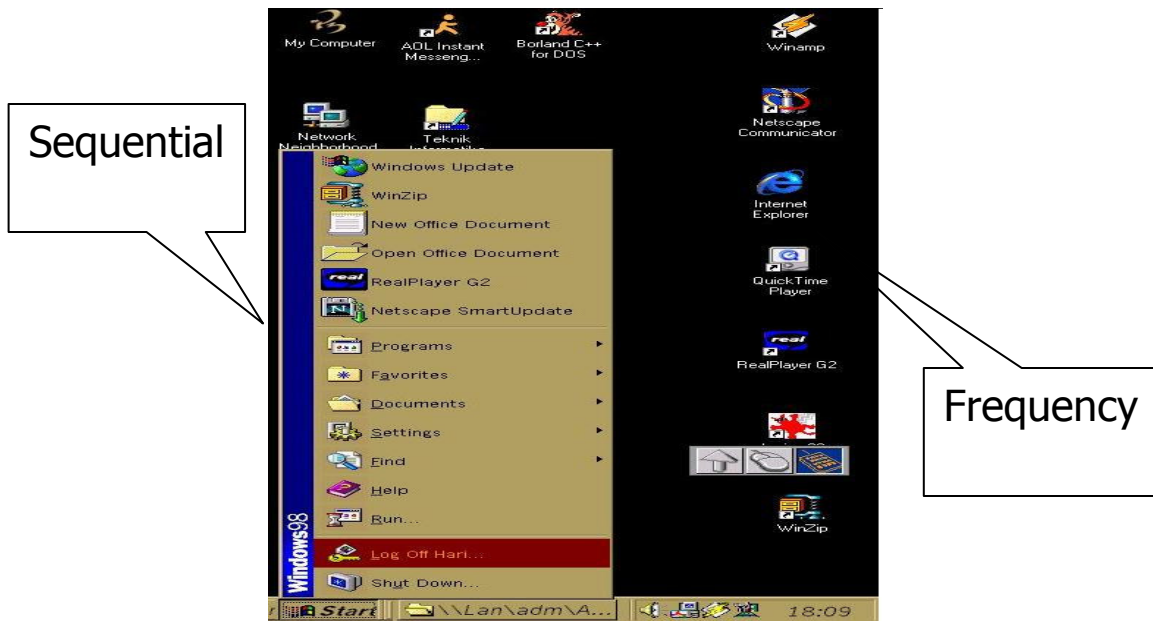 Sequential
Frequency
My Computer
AOL Instant
Messeng...
Borland C++
for DOS
Winamp
Network
Neighborhood
Teknik
Netscape
Communicator
Internet
Explorer
QuickTime
Player
RealPlayer G2
WinZip
Windows Update
WinZip
New Office Document
Open Office Document
RealPlayer G2
Netscape SmartUpdate
Programs
Favorites
Documents
Settings
Find
Help
Run...
Log Off Hari...
Shut Down...
Windows98
Start
\\Lan\adm\A...
18:09
real
real